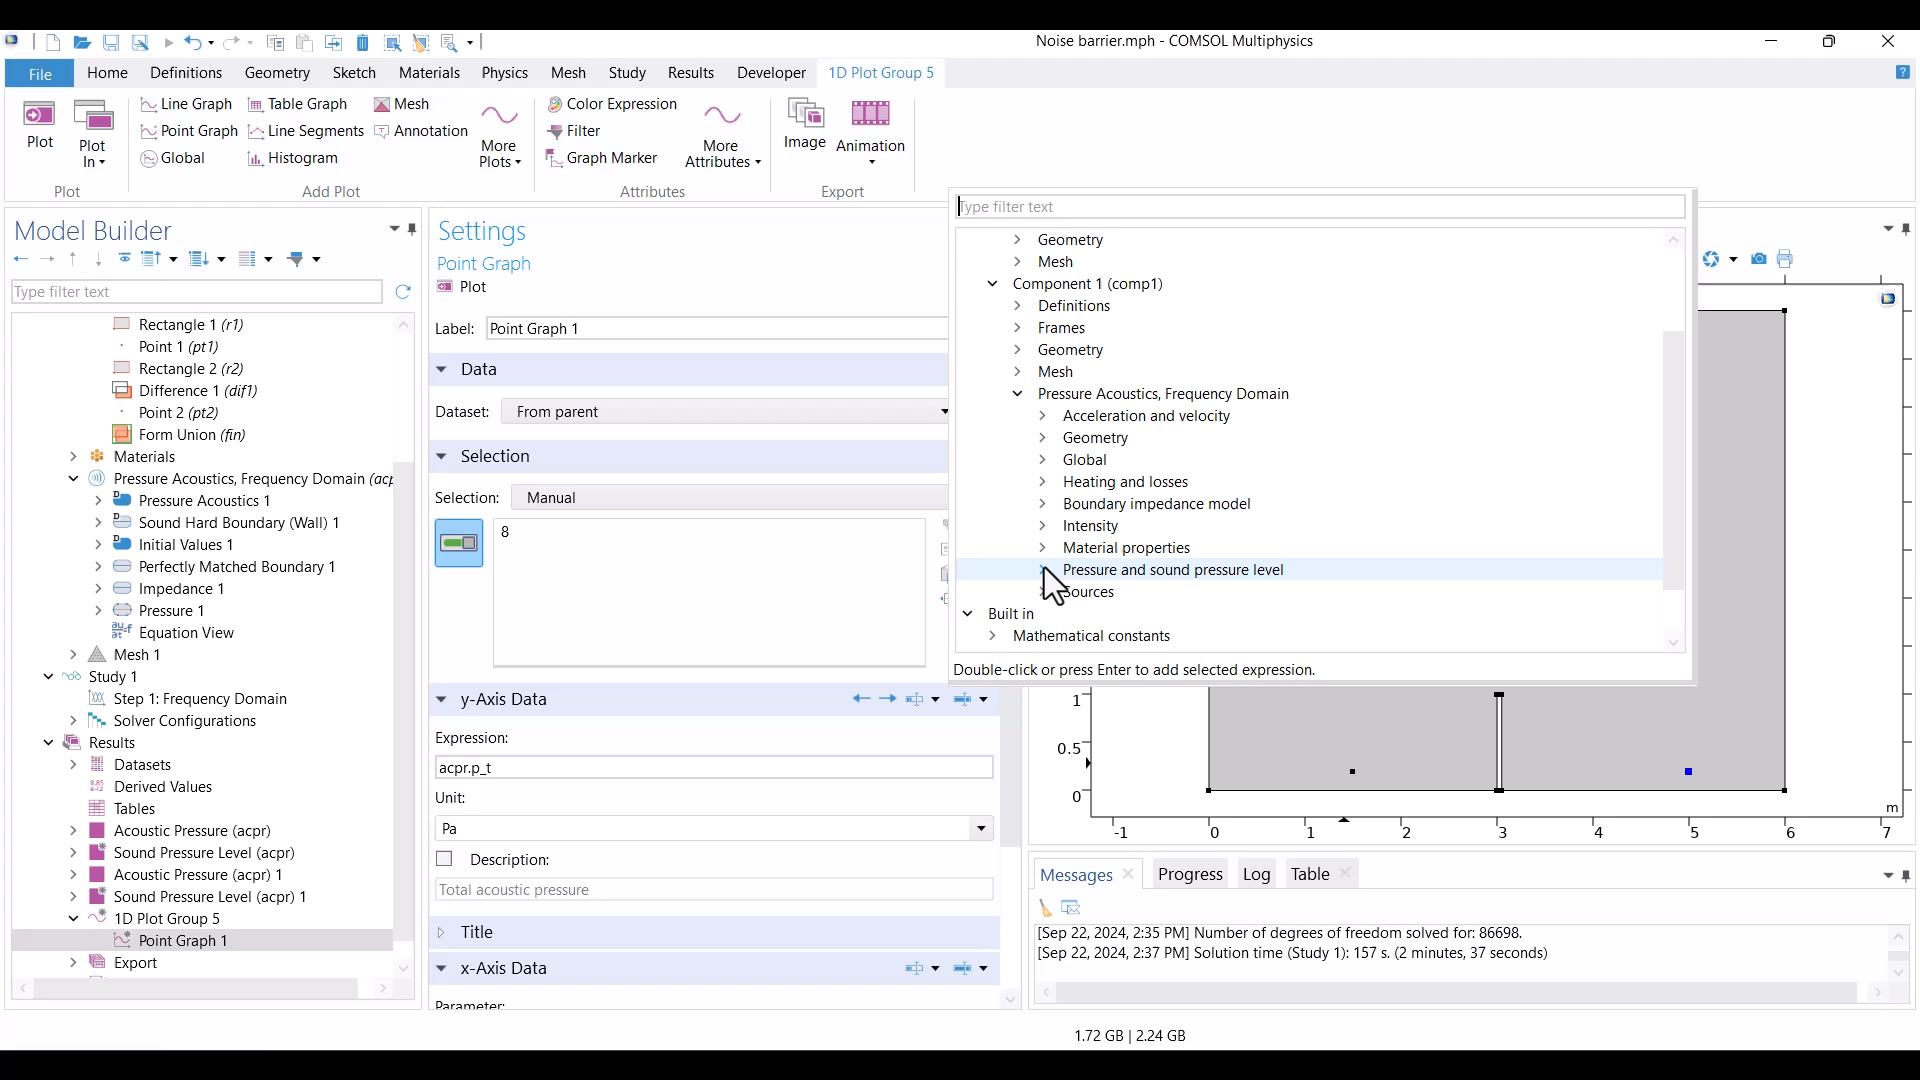 Noise barrier.mph - COMSOL Multiphysics
File Home Definitions Geometry Sketch Materials Physics Mesh Study Results Developer 1D Plot Group 5
Plot
Plot In
Line Graph
Point Graph
Global
Table Graph
Line Segments
Histogram
Mesh
Annotation
More Plots
Color Expression
Filter
Graph Marker
More Attributes
Image
Animation
Plot
Add Plot
Attributes
Export
Model Builder
Type filter text
Rectangle 1 (r1)
Point 1 (pt1)
Rectangle 2 (r2)
Difference 1 (dif1)
Point 2 (pt2)
Form Union (fin)
Materials
Pressure Acoustics, Frequency Domain (acp
Pressure Acoustics 1
Sound Hard Boundary (Wall) 1
Initial Values 1
Perfectly Matched Boundary 1
Impedance 1
Pressure 1
Equation View
Mesh 1
Study 1
Step 1: Frequency Domain
Solver Configurations
Results
Datasets
Derived Values
Tables
Acoustic Pressure (acpr)
Sound Pressure Level (acpr)
Acoustic Pressure (acpr) 1
Sound Pressure Level (acpr) 1
1D Plot Group 5
Point Graph 1
Export
Settings
Point Graph
Plot
Label: Point Graph 1
Data
Dataset: From parent
Selection
Selection: Manual
8
y-Axis Data
Expression:
acpr.p_t
Unit:
Pa
Description:
Total acoustic pressure
Title
x-Axis Data
Parameter:
Type filter text
Geometry
Mesh
Component 1 (comp1)
Definitions
Frames
Geometry
Mesh
Pressure Acoustics, Frequency Domain
Acceleration and velocity
Geometry
Global
Heating and losses
Boundary impedance model
Intensity
Material properties
Pressure and sound pressure level
Sources
Built in
Mathematical constants
Double-click or press Enter to add selected expression.
1
0.5
0
m
-1 0 1 2 3 4 5 6 7
Messages Progress Log Table
[Sep 22, 2024, 2:35 PM] Number of degrees of freedom solved for: 86698.
[Sep 22, 2024, 2:37 PM] Solution time (Study 1): 157 s. (2 minutes, 37 seconds)
1.72 GB | 2.24 GB